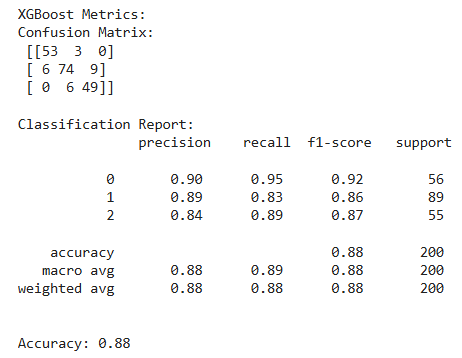 XGBoost Metrics:
Confusion Matrix:
[[53 3 0]
[ 6 74 9]
[ 0 6 49]]
Classification Report:
precision recall f1-score support
0 0.90 0.95 0.92 56
1 0.89 0.83 0.86 89
2 0.84 0.89 0.87 55
accuracy 0.88 200
macro avg 0.88 0.89 0.88 200
weighted avg 0.88 0.88 0.88 200
Accuracy: 0.88